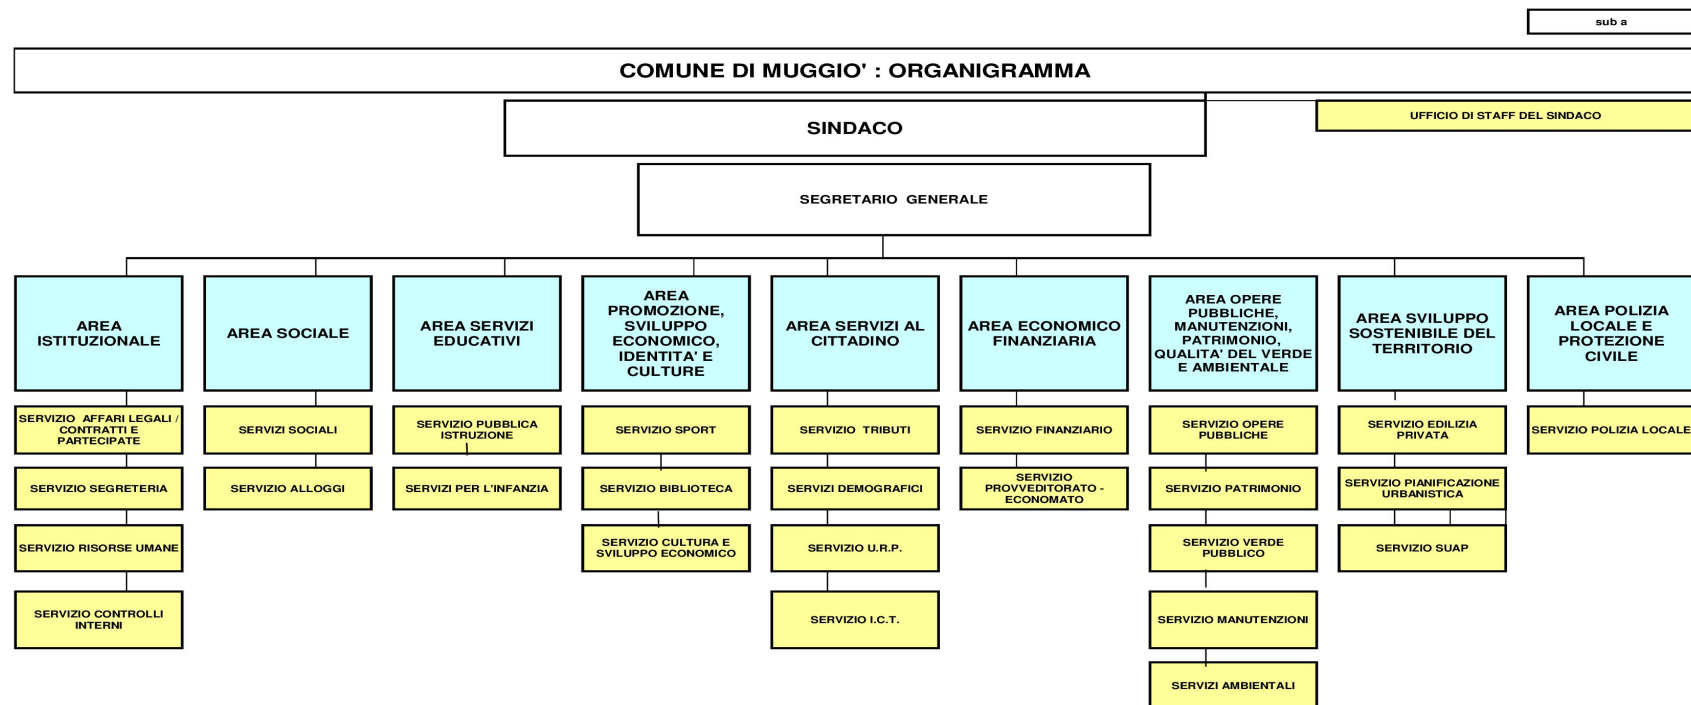 sub a
COMUNE DI MUGGIO' : ORGANIGRAMMA
SINDACO
UFFICIO DI STAFF DEL SINDACO
SEGRETARIO GENERALE
AREA
ISTITUZIONALE
AREA SOCIALE
AREA SERVIZI
EDUCATIVI
AREA
PROMOZIONE,
SVILUPPO
ECONOMICO,
IDENTITA' E
CULTURE
AREA SERVIZI AL
CITTADINO
AREA ECONOMICO
FINANZIARIA
AREA OPERE
PUBBLICHE,
MANUTENZIONI,
PATRIMONIO,
QUALITA' DEL VERDE
E AMBIENTALE
AREA SVILUPPO
SOSTENIBILE DEL
TERRITORIO
AREA POLIZIA
LOCALE E
PROTEZIONE
CIVILE
SERVIZIO AFFARI LEGALI /
CONTRATTI E
PARTECIPATE
SERVIZI SOCIALI
SERVIZIO PUBBLICA
ISTRUZIONE
SERVIZIO SPORT
SERVIZIO TRIBUTI
SERVIZIO FINANZIARIO
SERVIZIO OPERE
PUBBLICHE
SERVIZIO EDILIZIA
PRIVATA
SERVIZIO POLIZIA LOCALE
SERVIZIO SEGRETERIA
SERVIZIO ALLOGGI
SERVIZI PER L'INFANZIA
SERVIZIO BIBLIOTECA
SERVIZI DEMOGRAFICI
SERVIZIO
PROVVEDITORATO -
ECONOMATO
SERVIZIO PATRIMONIO
SERVIZIO PIANIFICAZIONE
URBANISTICA
SERVIZIO RISORSE UMANE
SERVIZIO CULTURA E
SVILUPPO ECONOMICO
SERVIZIO U.R.P.
SERVIZIO VERDE
PUBBLICO
SERVIZIO SUAP
SERVIZIO CONTROLLI
INTERNI
SERVIZIO I.C.T.
SERVIZIO MANUTENZIONI
SERVIZI AMBIENTALI